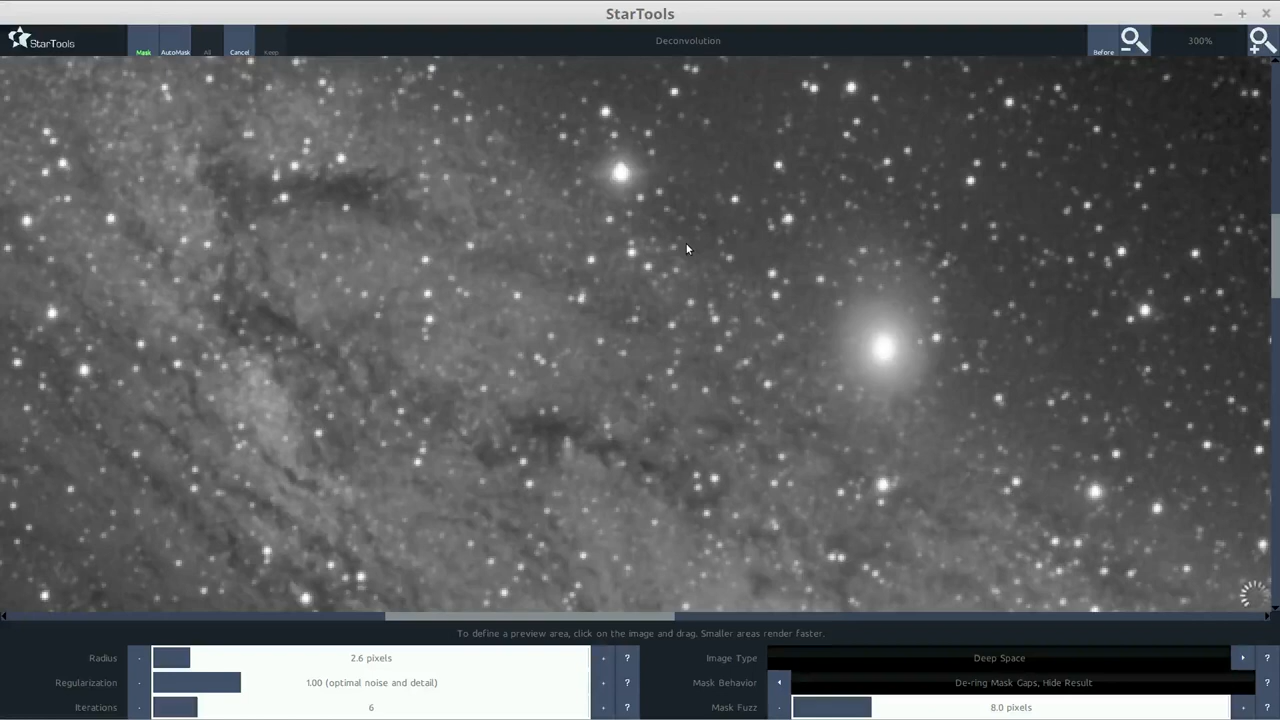 StarTools
StarTools
Mask
AutoMask
All
Cancel
Keep
Deconvolution
Before
300%
To define a preview area, click on the image and drag. Smaller areas render faster.
Radius
-
2.6 pixels
+
?
Image Type
Deep Space
?
Regularization
-
1.00 (optimal noise and detail)
+
?
Mask Behavior
De-ring Mask Gaps, Hide Result
?
Iterations
-
6
+
?
Mask Fuzz
-
8.0 pixels
+
?